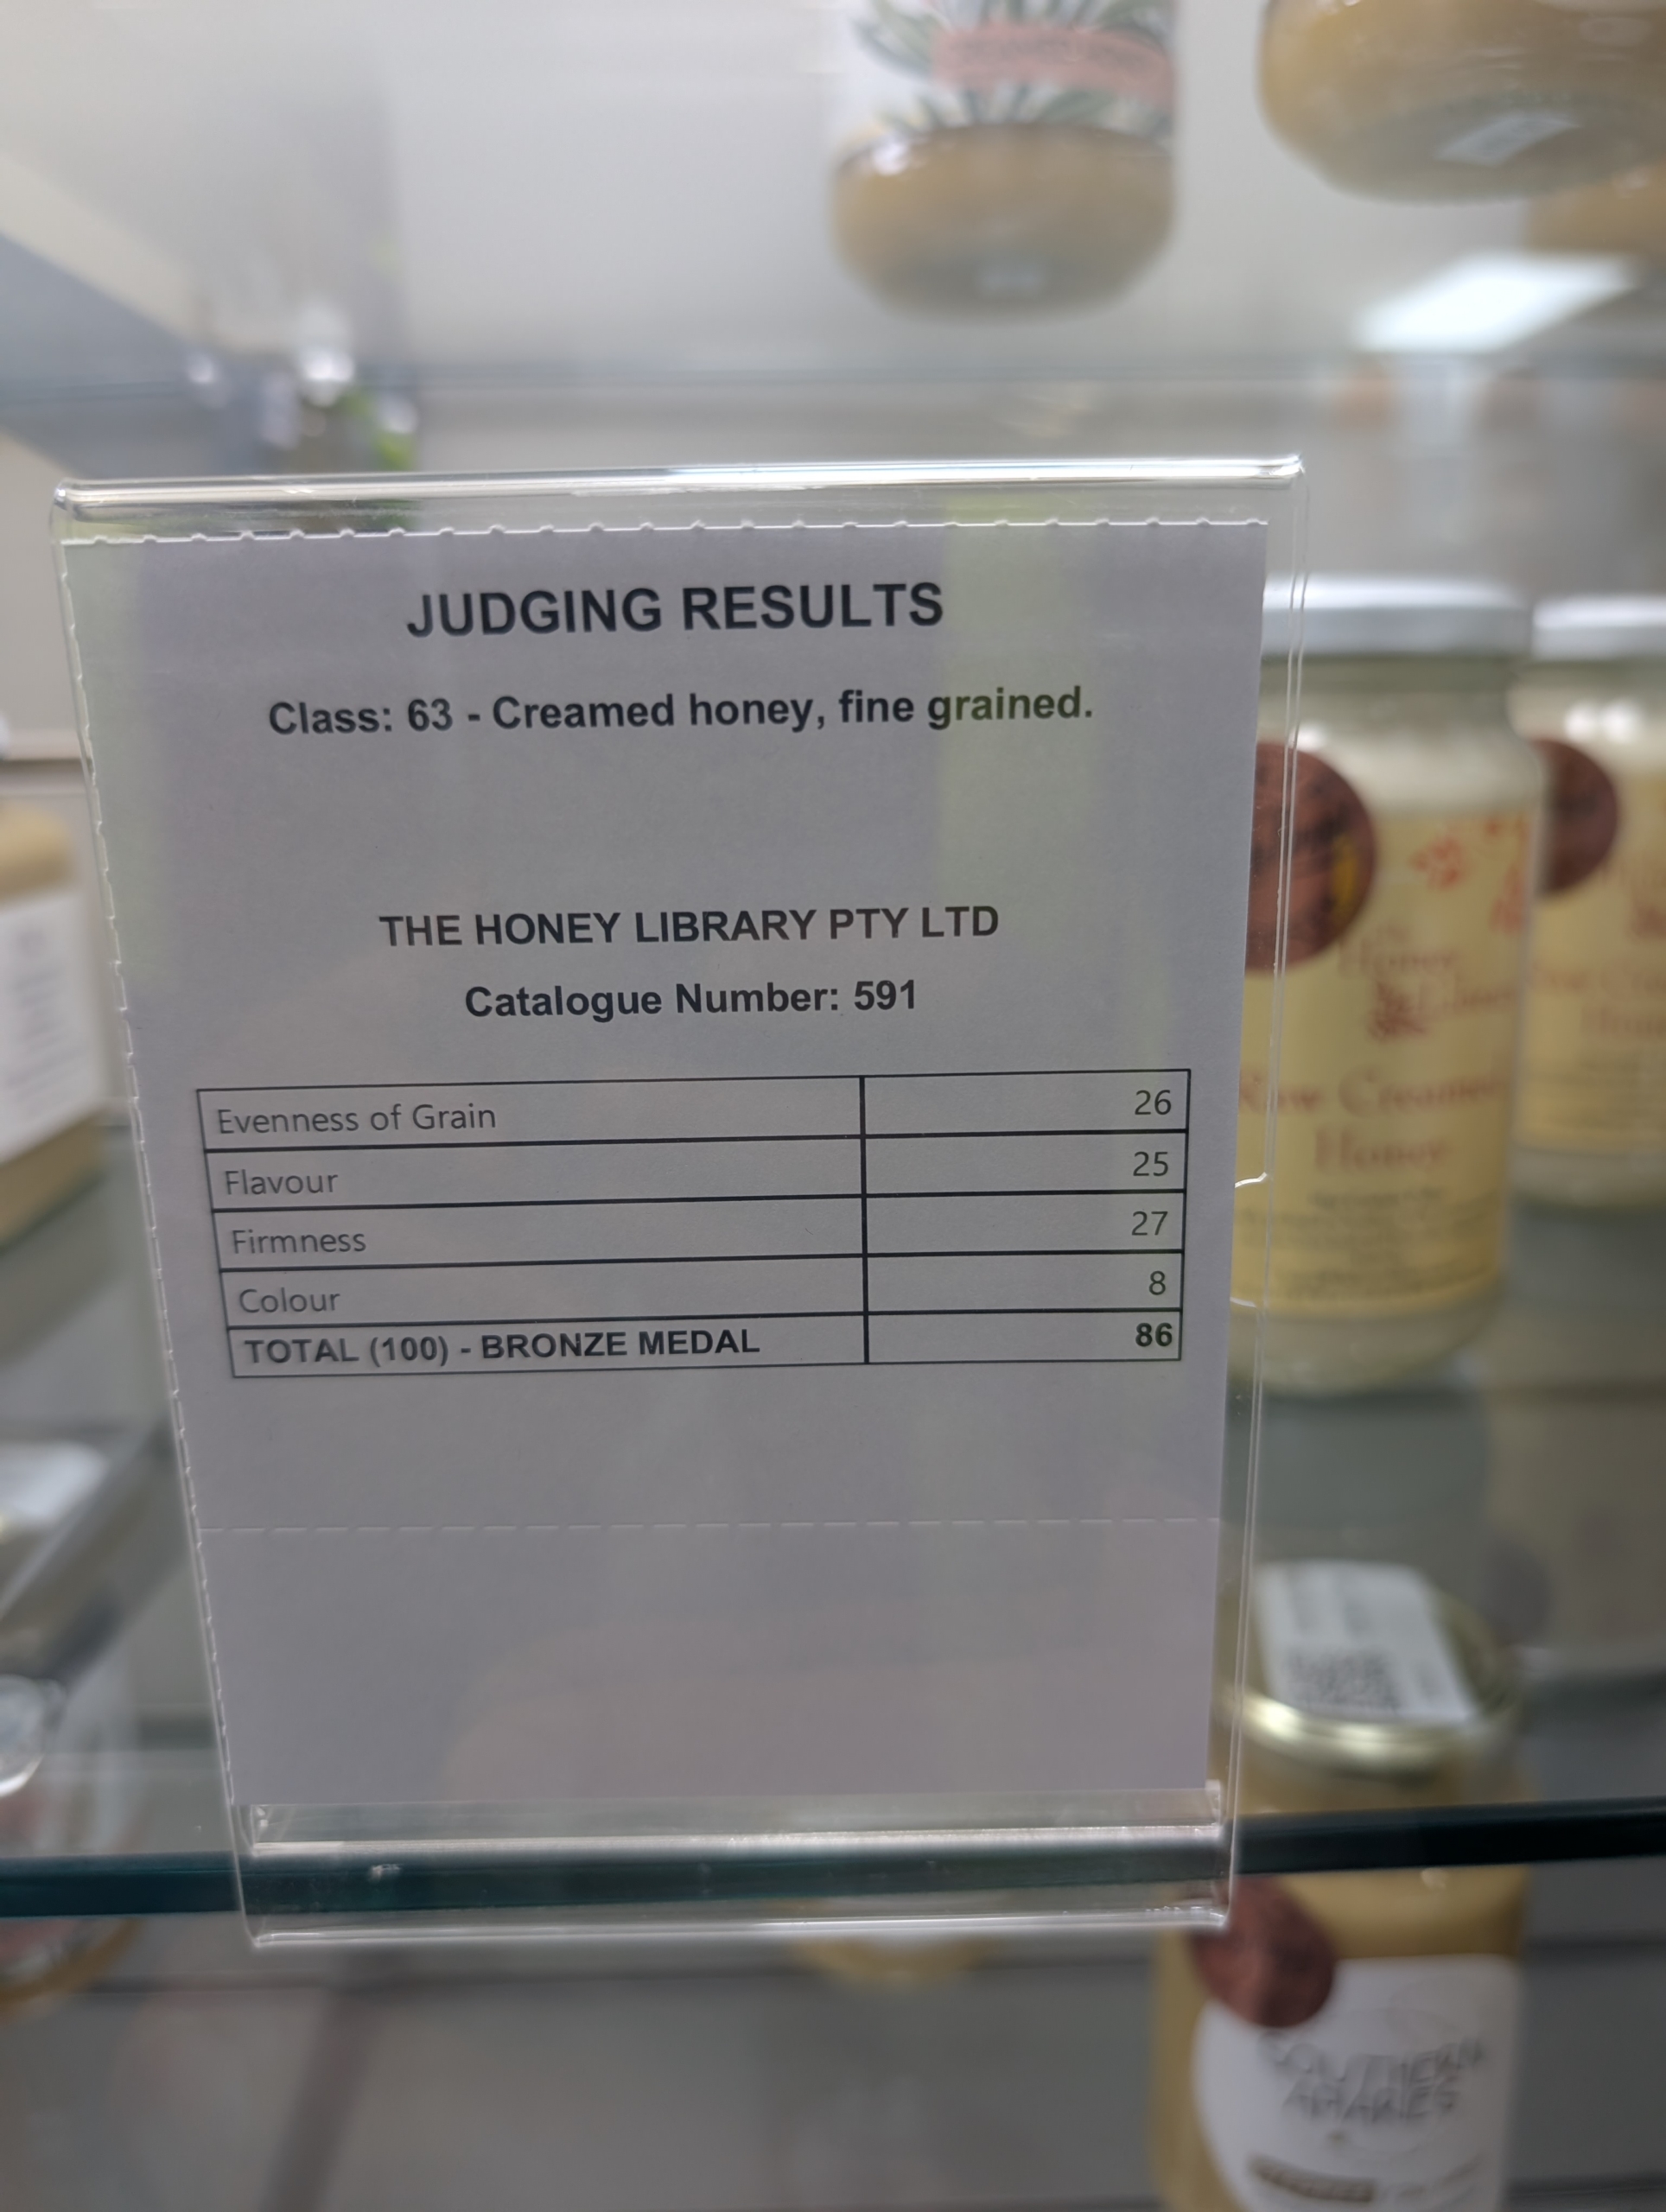 JUDGING RESULTS
Class: 63 - Creamed honey, fine grained.
THE HONEY LIBRARY PTY LTD
Catalogue Number: 591
Evenness of Grain 26
Flavour 25
Firmness 27
Colour 8
TOTAL (100) - BRONZE MEDAL 86
Honey
Raw Creamed
Honey
SOUTHERN